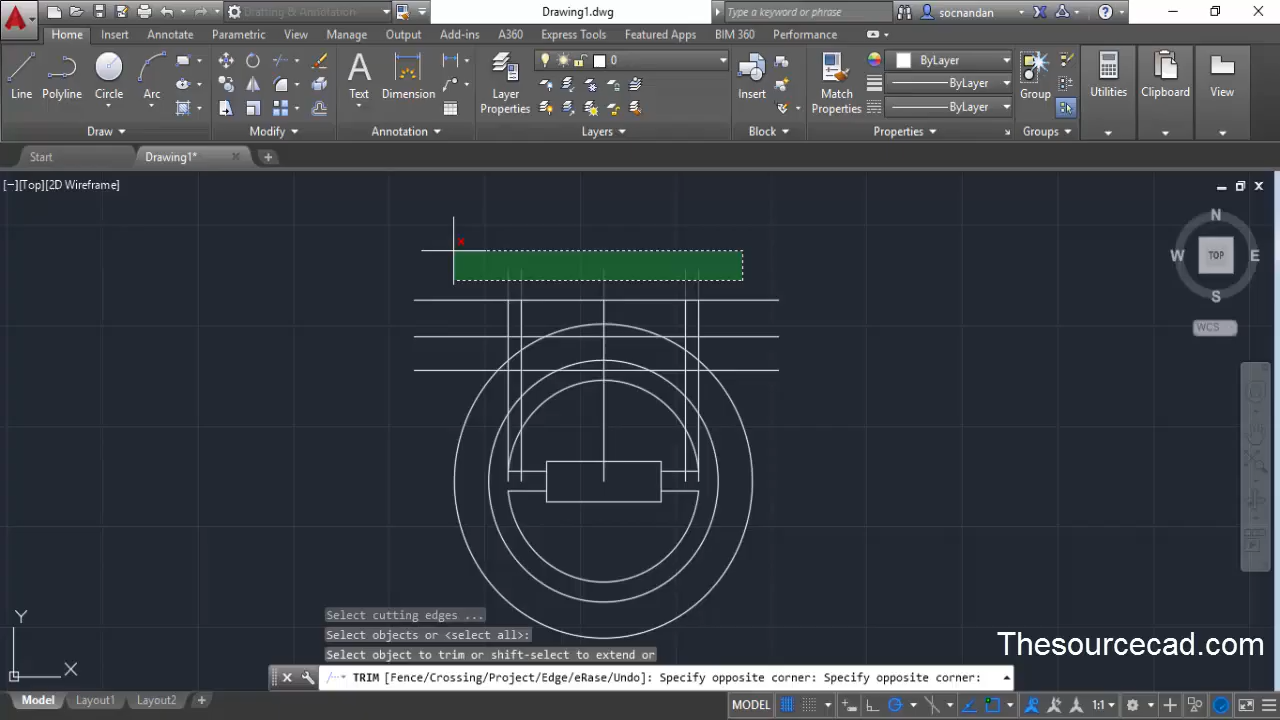 Drafting & Annotation
Drawing1.dwg
Type a keyword or phrase
socnandan
Home
Insert
Annotate
Parametric
View
Manage
Output
Add-ins
A360
Express Tools
Featured Apps
BIM 360
Performance
0
ByLayer
ByLayer
ByLayer
Line
Polyline
Circle
Arc
Text
Dimension
Layer
Properties
Insert
Match
Properties
Group
Utilities
Clipboard
View
Draw
Modify
Annotation
Layers
Block
Properties
Groups
Start
Drawing1*
[−][Top][2D Wireframe]
N
W
TOP
E
S
WCS
Y
X
Select cutting edges ...
Select objects or <select all>:
Select object to trim or shift-select to extend or
TRIM [Fence/Crossing/Project/Edge/eRase/Undo]: Specify opposite corner: Specify opposite corner:
Thesourcecad.com
Model
Layout1
Layout2
MODEL
1:1